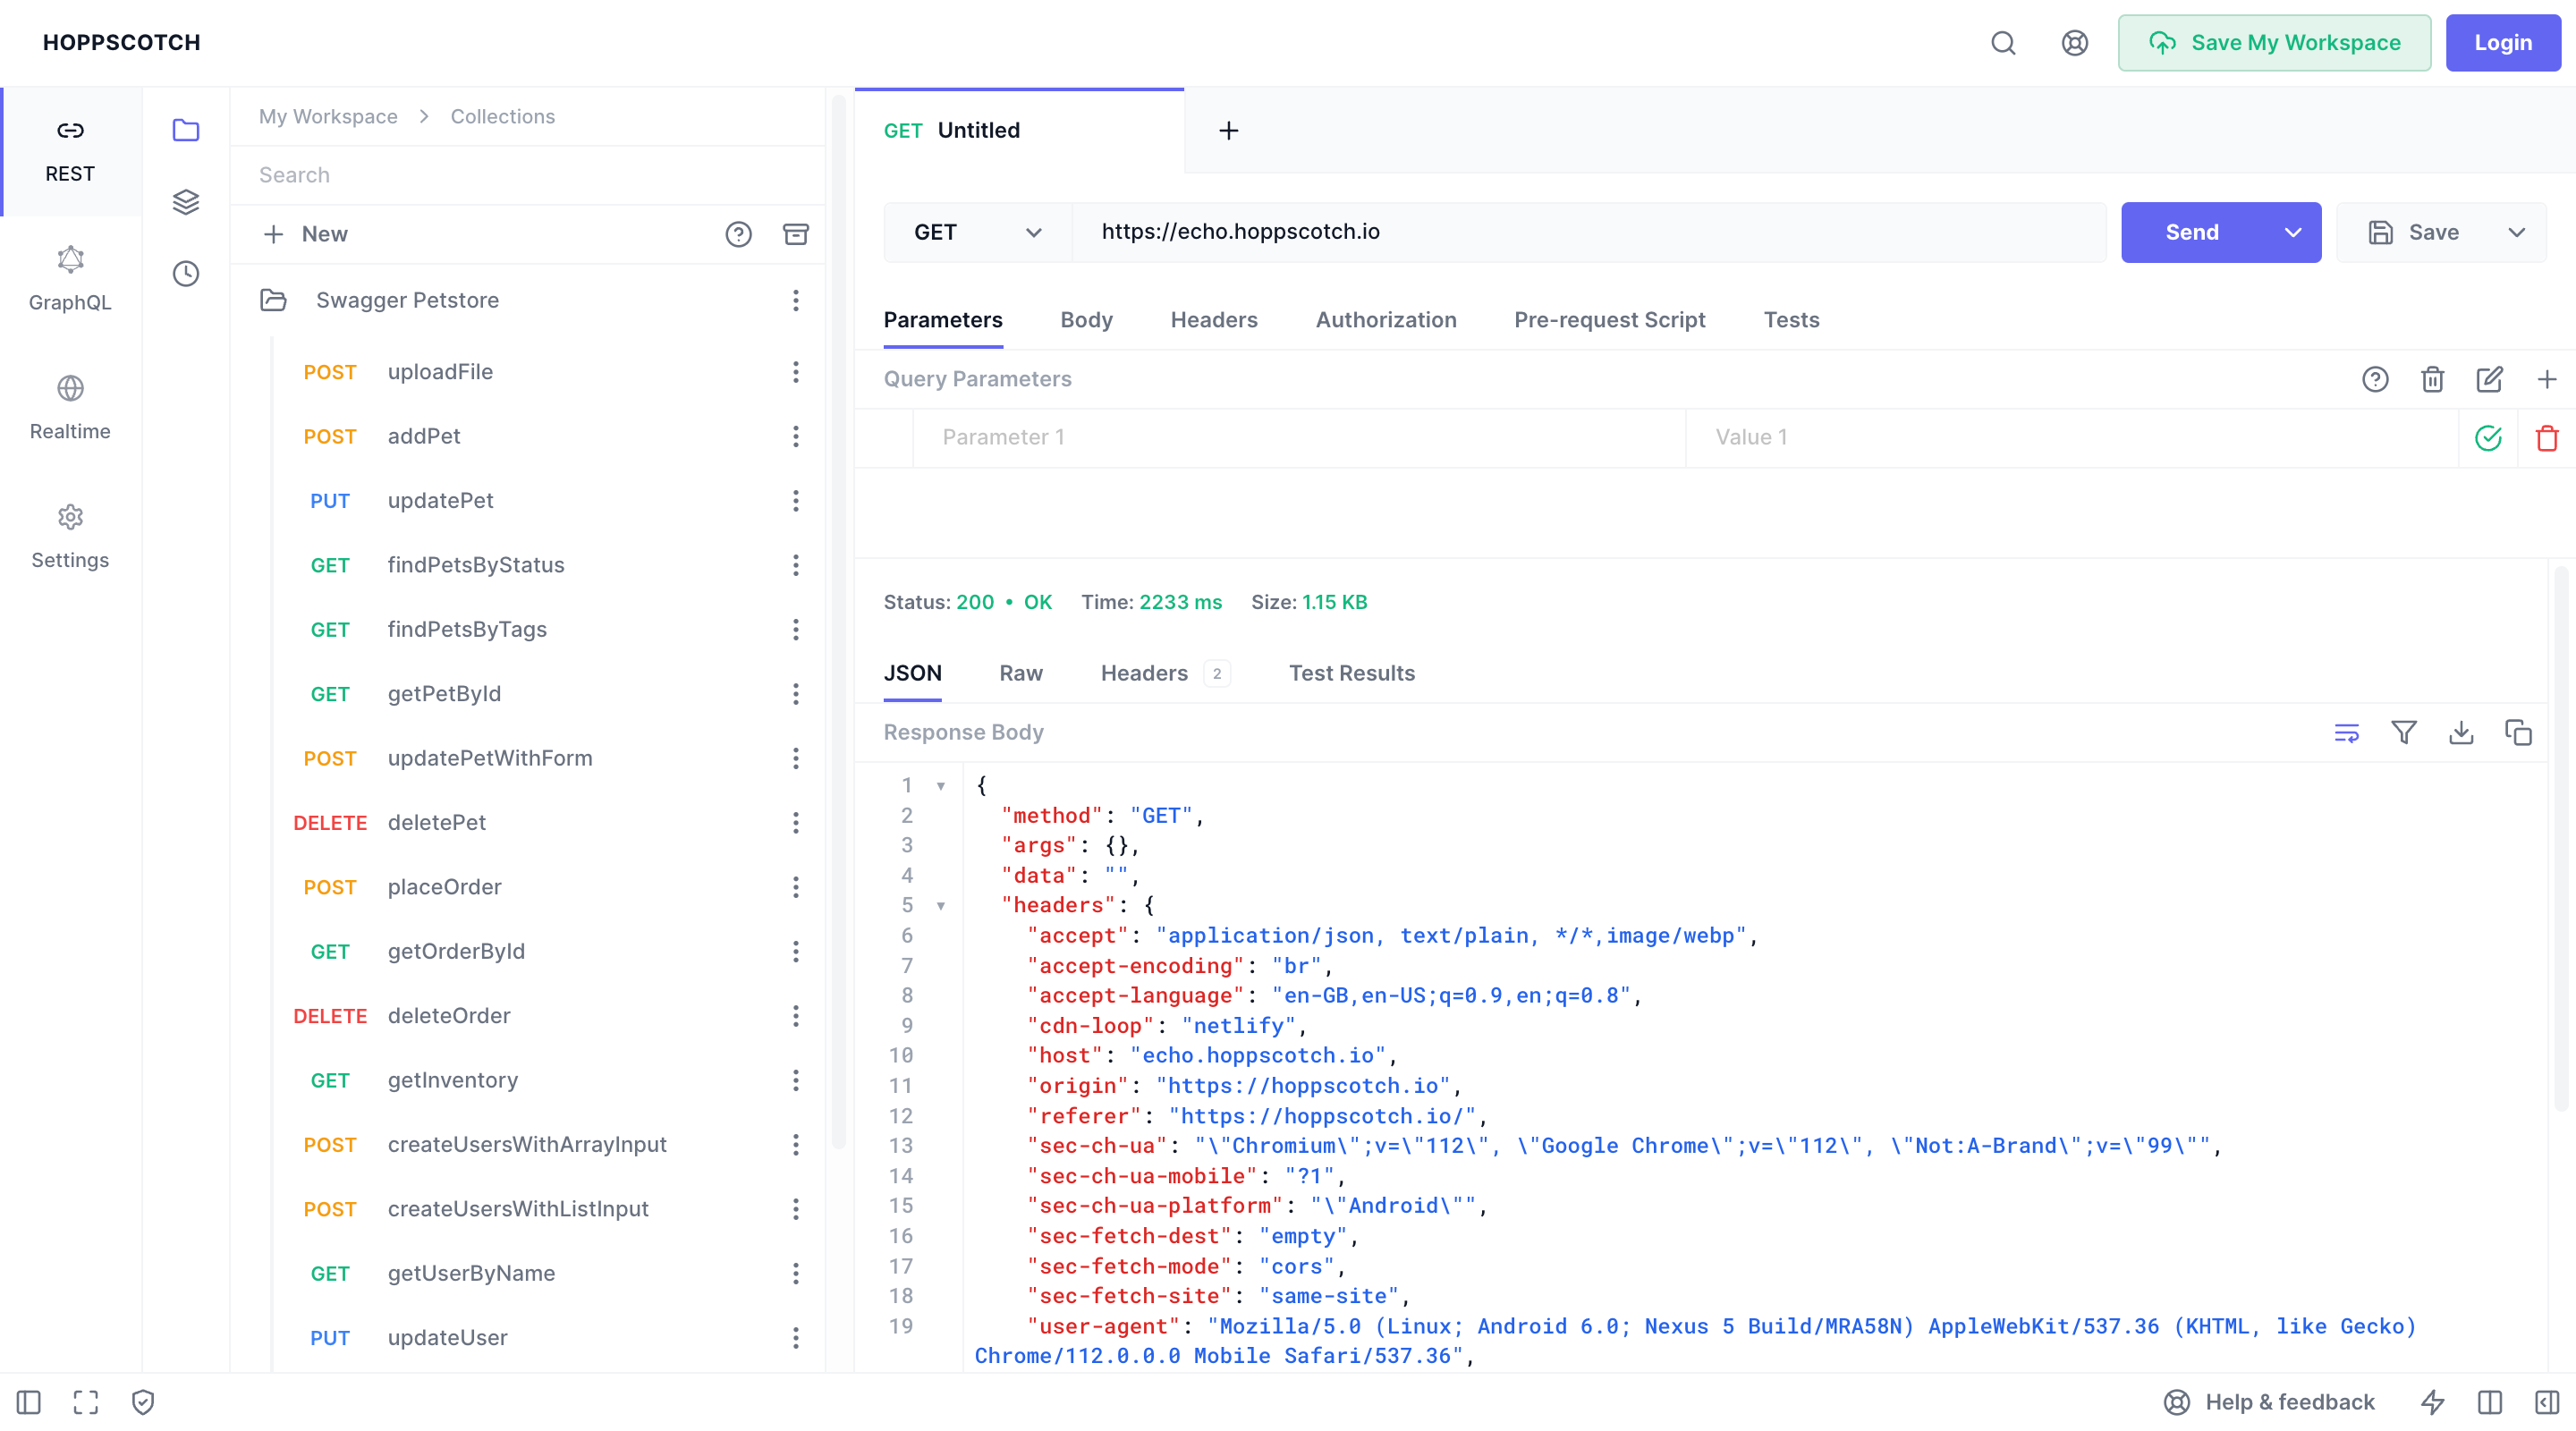 HOPPSCOTCH
Save My Workspace
Login
REST
GraphQL
Realtime
Settings
My Workspace > Collections
Search
New
Swagger Petstore
POST uploadFile
POST addPet
PUT updatePet
GET findPetsByStatus
GET findPetsByTags
GET getPetById
POST updatePetWithForm
DELETE deletePet
POST placeOrder
GET getOrderById
DELETE deleteOrder
GET getInventory
POST createUsersWithArrayInput
POST createUsersWithListInput
GET getUserByName
PUT updateUser
GET Untitled
GET https://echo.hoppscotch.io Send Save
Parameters Body Headers Authorization Pre-request Script Tests
Query Parameters
Parameter 1 Value 1
Status: 200 • OK Time: 2233 ms Size: 1.15 KB
JSON Raw Headers 2 Test Results
Response Body
1 {
2 "method": "GET",
3 "args": {},
4 "data": "",
5 "headers": {
6 "accept": "application/json, text/plain, */*,image/webp",
7 "accept-encoding": "br",
8 "accept-language": "en-GB,en-US;q=0.9,en;q=0.8",
9 "cdn-loop": "netlify",
10 "host": "echo.hoppscotch.io",
11 "origin": "https://hoppscotch.io",
12 "referer": "https://hoppscotch.io/",
13 "sec-ch-ua": "\"Chromium\";v=\"112\", \"Google Chrome\";v=\"112\", \"Not:A-Brand\";v=\"99\"",
14 "sec-ch-ua-mobile": "?1",
15 "sec-ch-ua-platform": "\"Android\"",
16 "sec-fetch-dest": "empty",
17 "sec-fetch-mode": "cors",
18 "sec-fetch-site": "same-site",
19 "user-agent": "Mozilla/5.0 (Linux; Android 6.0; Nexus 5 Build/MRA58N) AppleWebKit/537.36 (KHTML, like Gecko)
Chrome/112.0.0.0 Mobile Safari/537.36",
Help & feedback